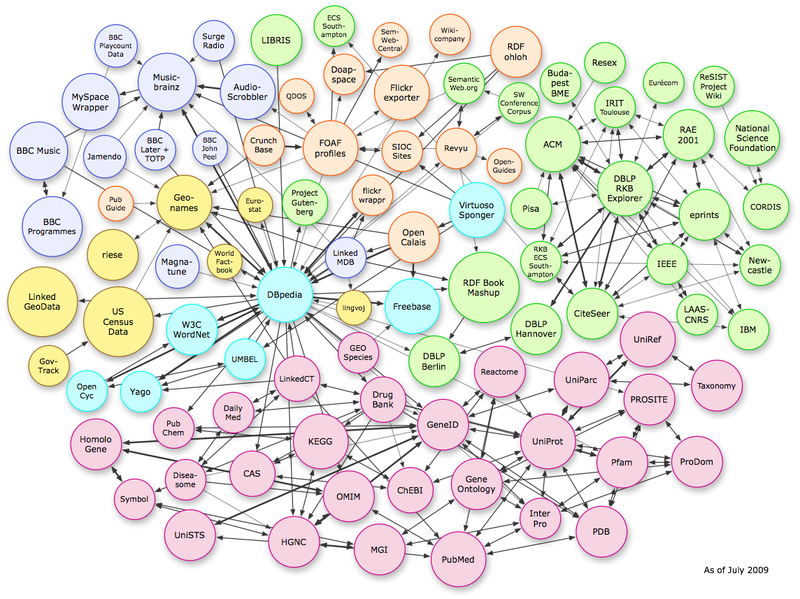 BBC
Playcount
Data
Surge
Radio
LIBRIS
ECS
South-
ampton
Sem-
Web-
Central
Wiki-
company
RDF
ohloh
Resex
Music-
brainz
Audio-
Scrobbler
QDOS
Doap-
space
Flickr
exporter
Semantic
Web.org
SW
Conference
Corpus
Buda-
pest
BME
Eurécom
ReSIST
Project
Wiki
MySpace
Wrapper
IRIT
Toulouse
RAE
2001
National
Science
Foundation
BBC Music
Jamendo
BBC
Later +
TOTP
BBC
John
Peel
Crunch
Base
FOAF
profiles
SIOC
Sites
Revyu
Open-
Guides
ACM
DBLP
RKB
Explorer
BBC
Programmes
Pub
Guide
Geo-
names
Euro-
stat
Project
Guten-
berg
flickr
wrappr
Virtuoso
Sponger
Pisa
eprints
CORDIS
riese
Magna-
tune
World
Fact-
book
Linked
MDB
Open
Calais
RKB
ECS
South-
ampton
IEEE
New-
castle
Linked
GeoData
US
Census
Data
W3C
WordNet
DBpedia
lingvoj
Freebase
RDF Book
Mashup
DBLP
Hannover
CiteSeer
LAAS-
CNRS
IBM
Gov-
Track
Open
Cyc
Yago
UMBEL
GEO
Species
DBLP
Berlin
UniRef
LinkedCT
Reactome
UniParc
Taxonomy
Pub
Chem
Daily
Med
Drug
Bank
PROSITE
Homolo
Gene
KEGG
GeneID
UniProt
Pfam
ProDom
Symbol
Disea-
some
CAS
OMIM
ChEBI
Gene
Ontology
Inter
Pro
PDB
UniSTS
HGNC
MGI
PubMed
As of July 2009